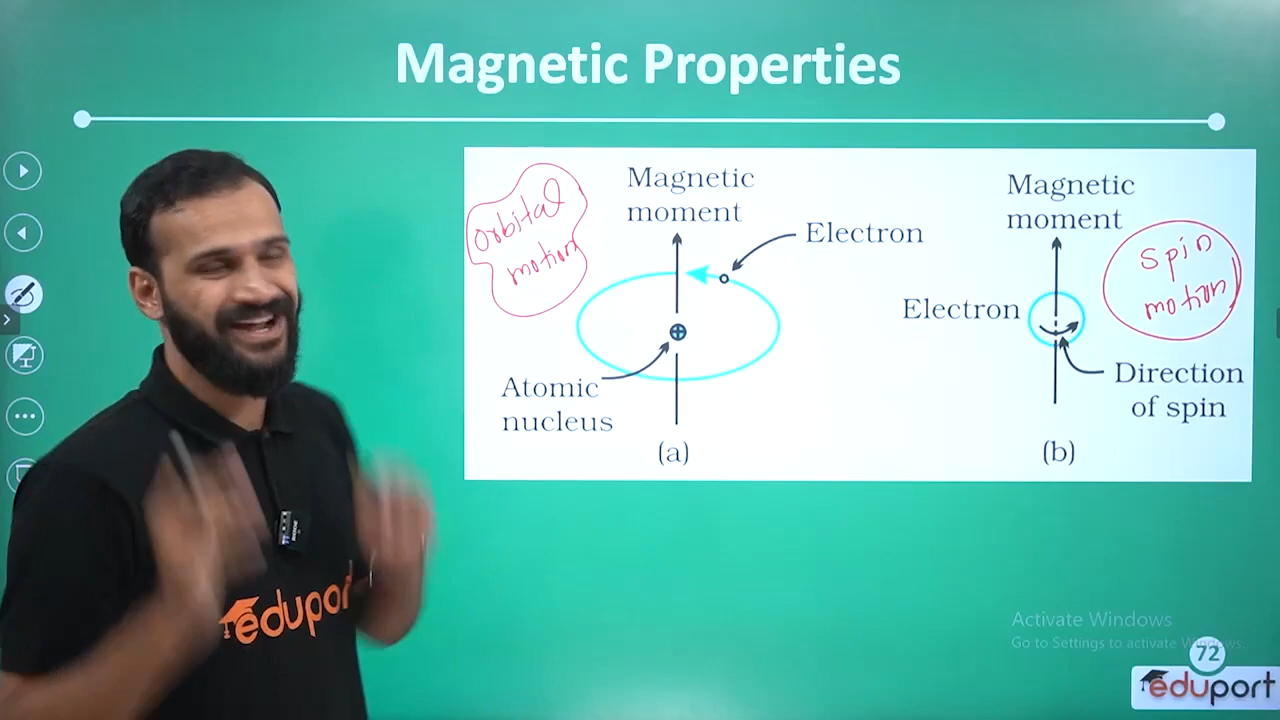 Magnetic Properties
orbital
motion
Magnetic
moment
Electron
Atomic
nucleus
(a)
Magnetic
moment
spin
motion
Electron
Direction
of spin
(b)
eduport
Activate Windows
Go to Settings to activate Windows.
72
eduport